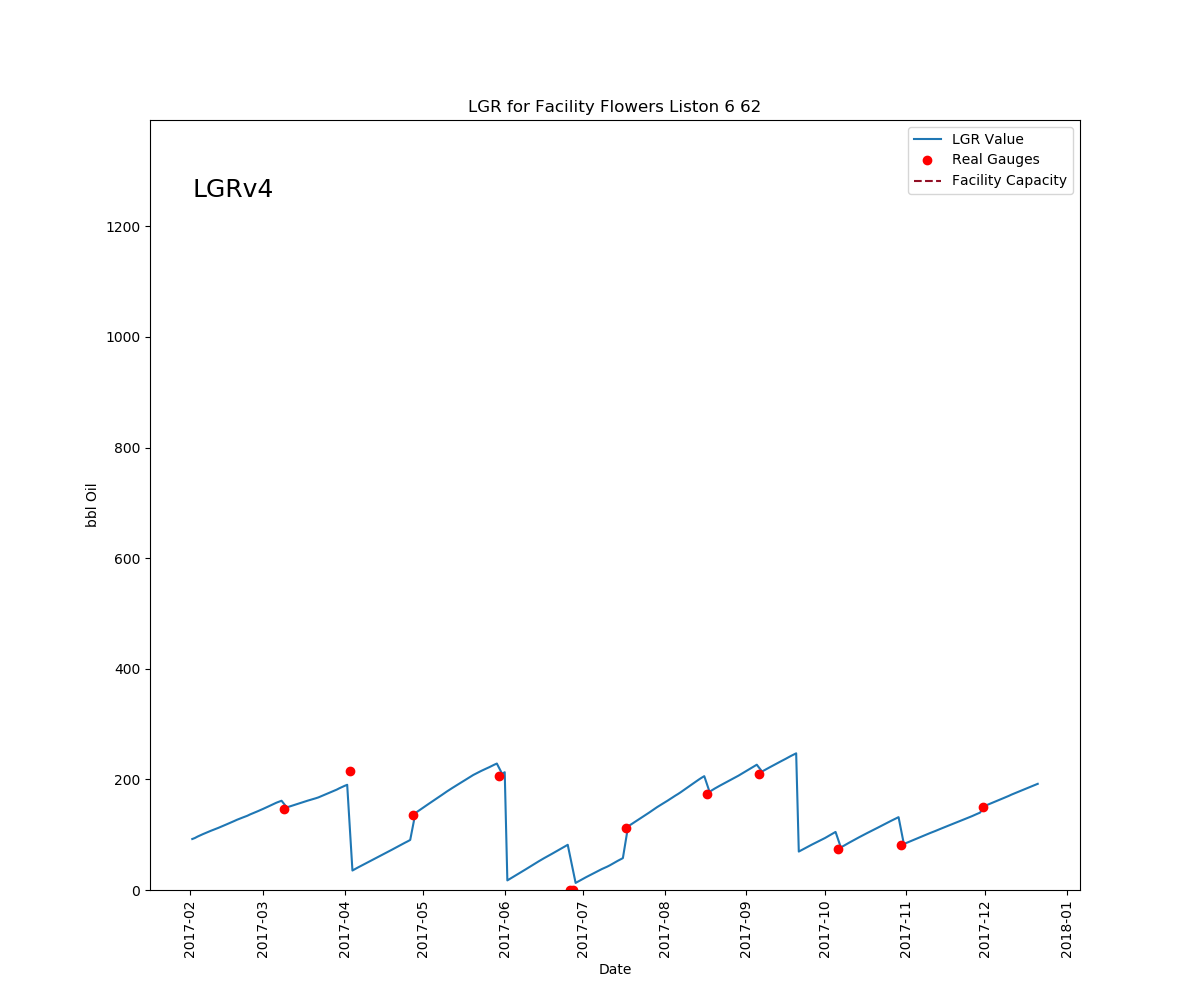 LGR for Facility Flowers Liston 6 62
LGRv4
LGR Value
Real Gauges
Facility Capacity
1200
1000
800
600
400
200
0
bbl Oil
2017-02
2017-03
2017-04
2017-05
2017-06
2017-07
2017-08
2017-09
2017-10
2017-11
2017-12
2018-01
Date